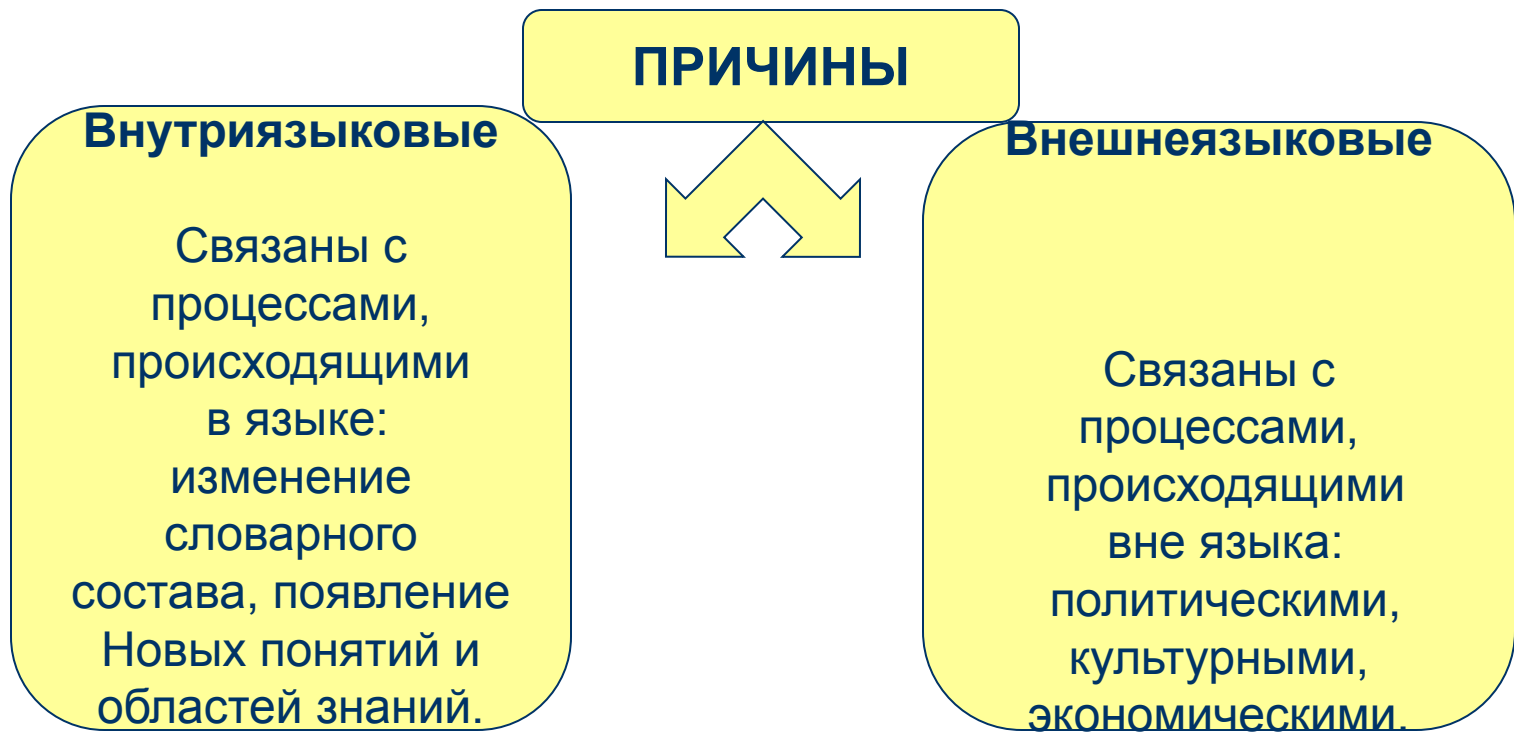 ПРИЧИНЫ
Внутриязыковые
Связаны с
процессами,
происходящими
в языке:
изменение
словарного
состава, появление
Новых понятий и
областей знаний.
Внешнеязыковые
Связаны с
процессами,
происходящими
вне языка:
политическими,
культурными,
экономическими.